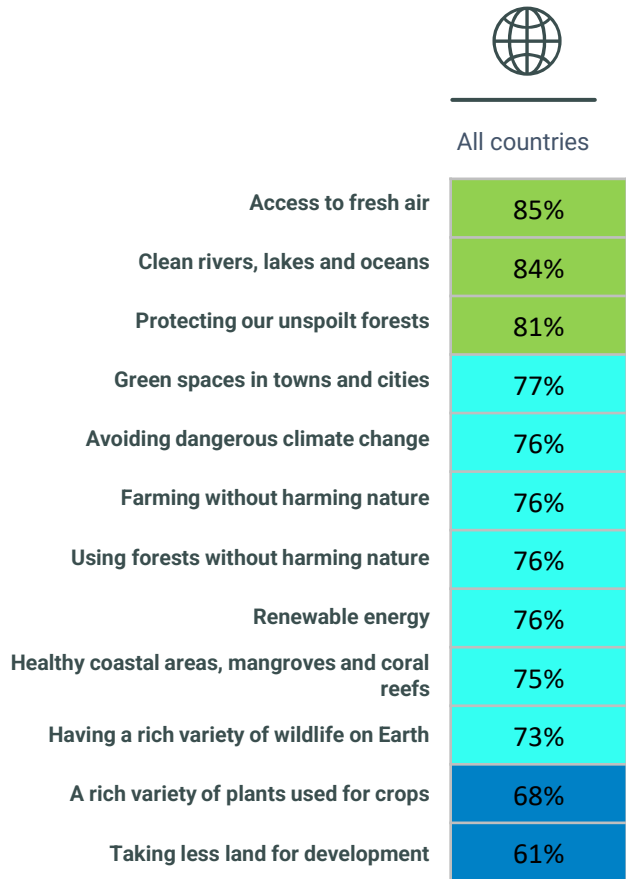 All countries
Access to fresh air 85%
Clean rivers, lakes and oceans 84%
Protecting our unspoilt forests 81%
Green spaces in towns and cities 77%
Avoiding dangerous climate change 76%
Farming without harming nature 76%
Using forests without harming nature 76%
Renewable energy 76%
Healthy coastal areas, mangroves and coral
reefs 75%
Having a rich variety of wildlife on Earth 73%
A rich variety of plants used for crops 68%
Taking less land for development 61%